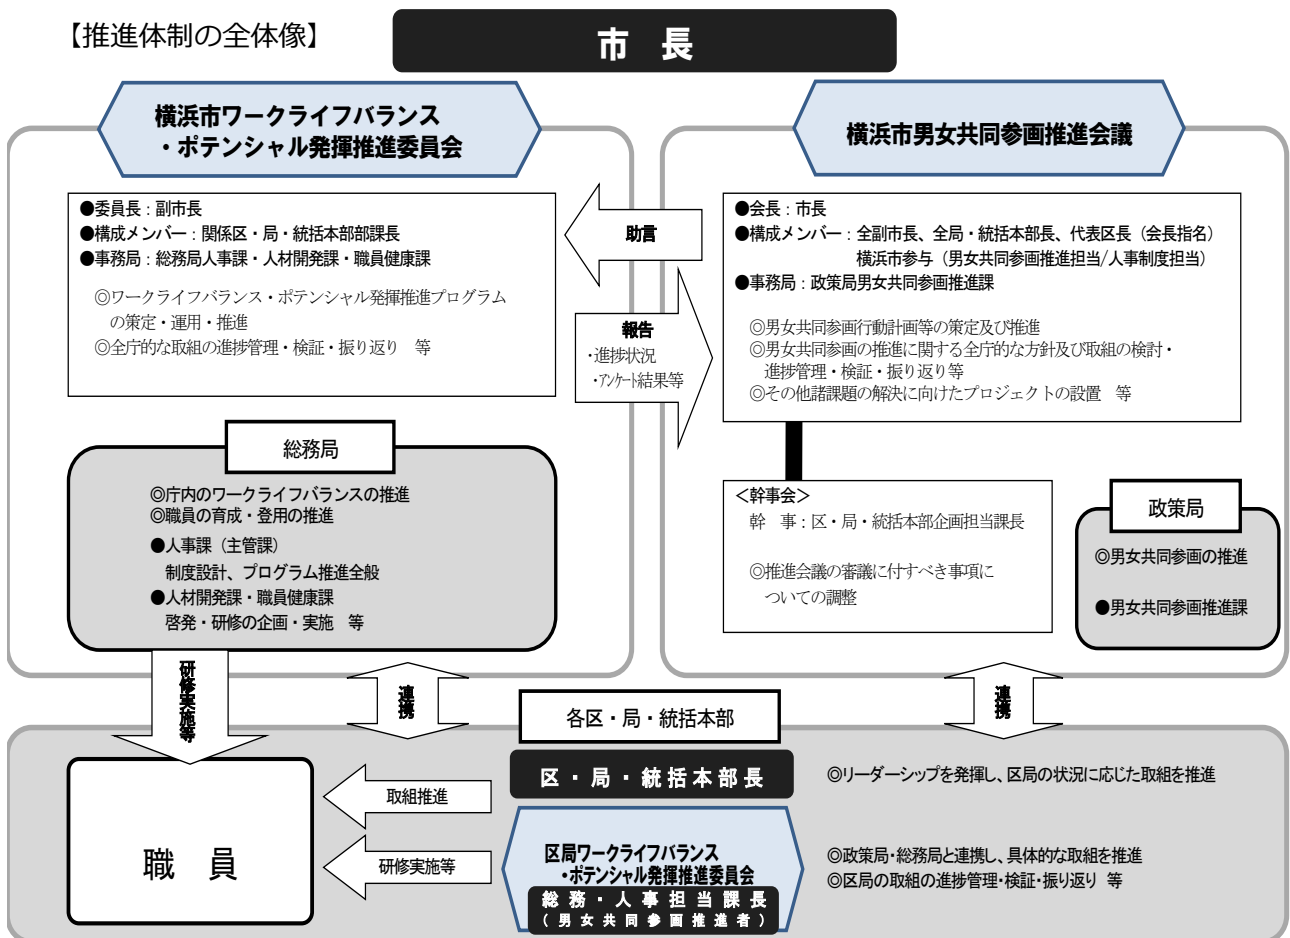 【推進体制の全体像】
市　長
横浜市ワークライフバランス
・ポテンシャル発揮推進委員会
●委員長：副市長
●構成メンバー：関係区・局・統括本部部課長
●事務局：総務局人事課・人材開発課・職員健康課
◎ワークライフバランス・ポテンシャル発揮推進プログラム
の策定・運用・推進
◎全庁的な取組の進捗管理・検証・振り返り　等
助言
報告
・進捗状況
・アンケート結果等
横浜市男女共同参画推進会議
●会長：市長
●構成メンバー：全副市長、全局・統括本部長、代表区長（会長指名）
横浜市参与（男女共同参画推進担当/人事制度担当）
●事務局：政策局男女共同参画推進課
◎男女共同参画行動計画等の策定及び推進
◎男女共同参画の推進に関する全庁的な方針及び取組の検討・
進捗管理・検証・振り返り等
◎その他諸課題の解決に向けたプロジェクトの設置　等
総務局
◎庁内のワークライフバランスの推進
◎職員の育成・登用の推進
●人事課（主管課）
制度設計、プログラム推進全般
●人材開発課・職員健康課
啓発・研修の企画・実施　等
＜幹事会＞
幹　事：区・局・統括本部企画担当課長
◎推進会議の審議に付すべき事項に
ついての調整
政策局
◎男女共同参画の推進
●男女共同参画推進課
研修実施等
連携
連携
各区・局・統括本部
区・局・統括本部長
◎リーダーシップを発揮し、区局の状況に応じた取組を推進
取組推進
職　員
研修実施等
区局ワークライフバランス
・ポテンシャル発揮推進委員会
総務・人事担当課長
（男女共同参画推進者）
◎政策局・総務局と連携し、具体的な取組を推進
◎区局の取組の進捗管理・検証・振り返り　等